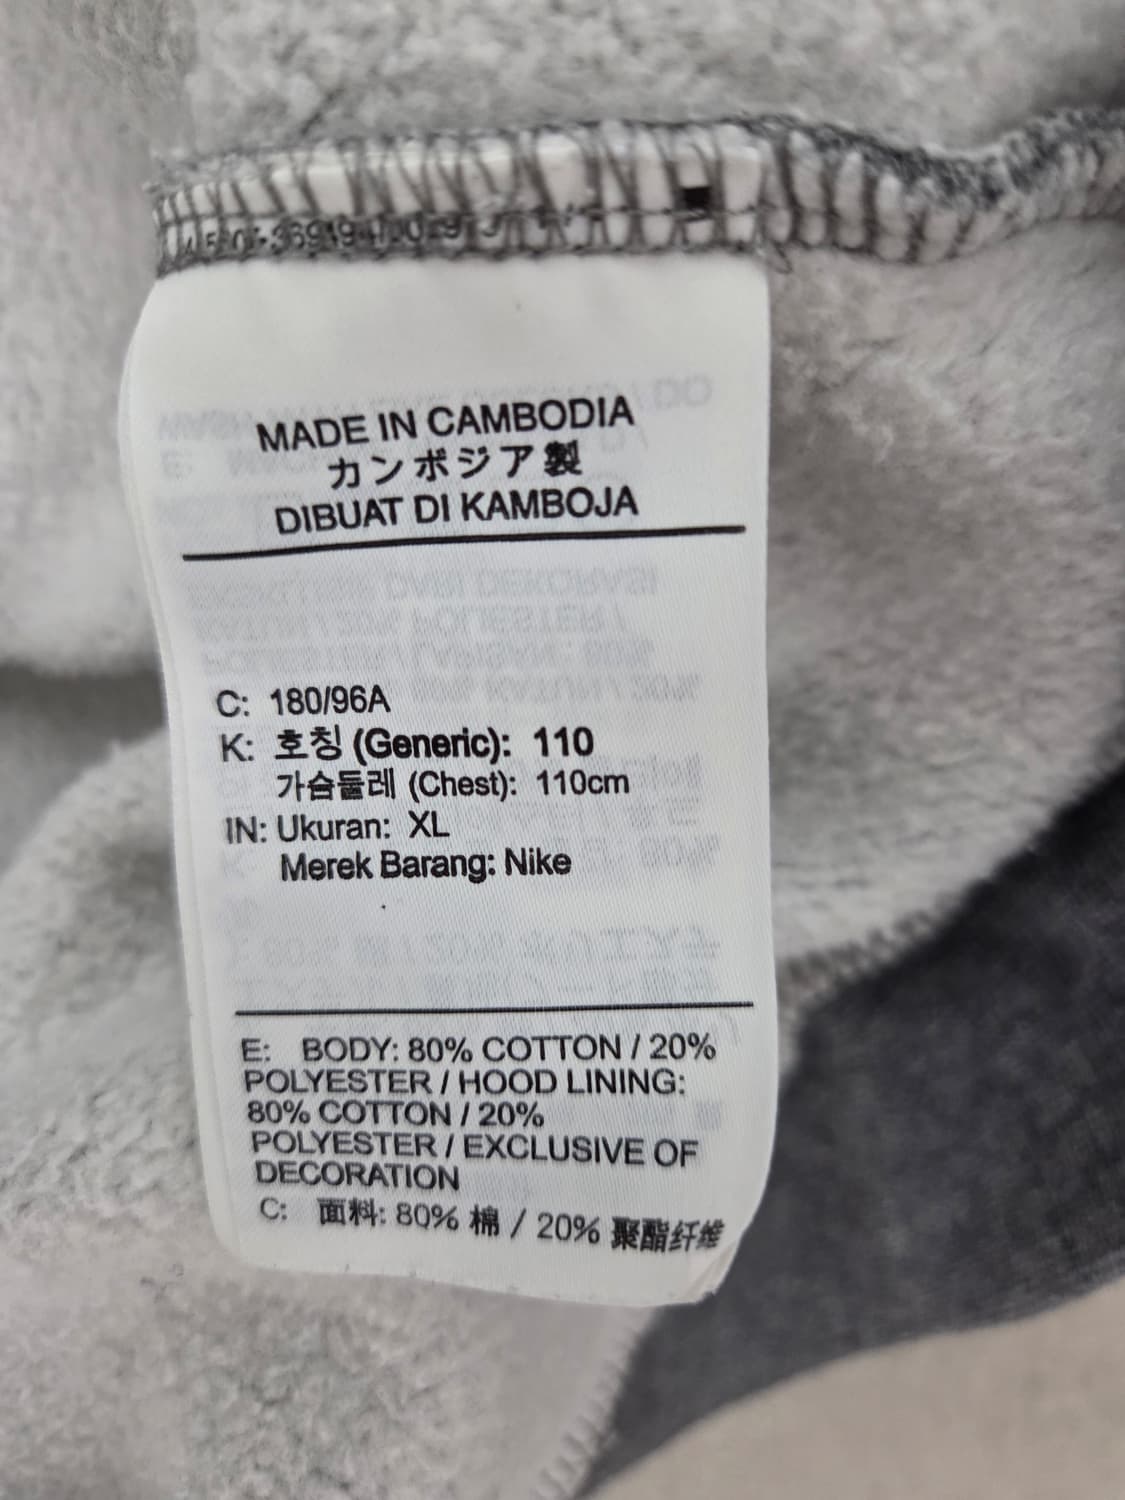 MADE IN CAMBODIA
カンボジア製
DIBUAT DI KAMBOJA
C: 180/96A
K: 호칭 (Generic): 110
가슴둘레 (Chest): 110cm
IN: Ukuran: XL
Merek Barang: Nike
E: BODY: 80% COTTON / 20%
POLYESTER / HOOD LINING:
80% COTTON / 20%
POLYESTER / EXCLUSIVE OF
DECORATION
C: 面料: 80% 棉 / 20% 聚酯纤维